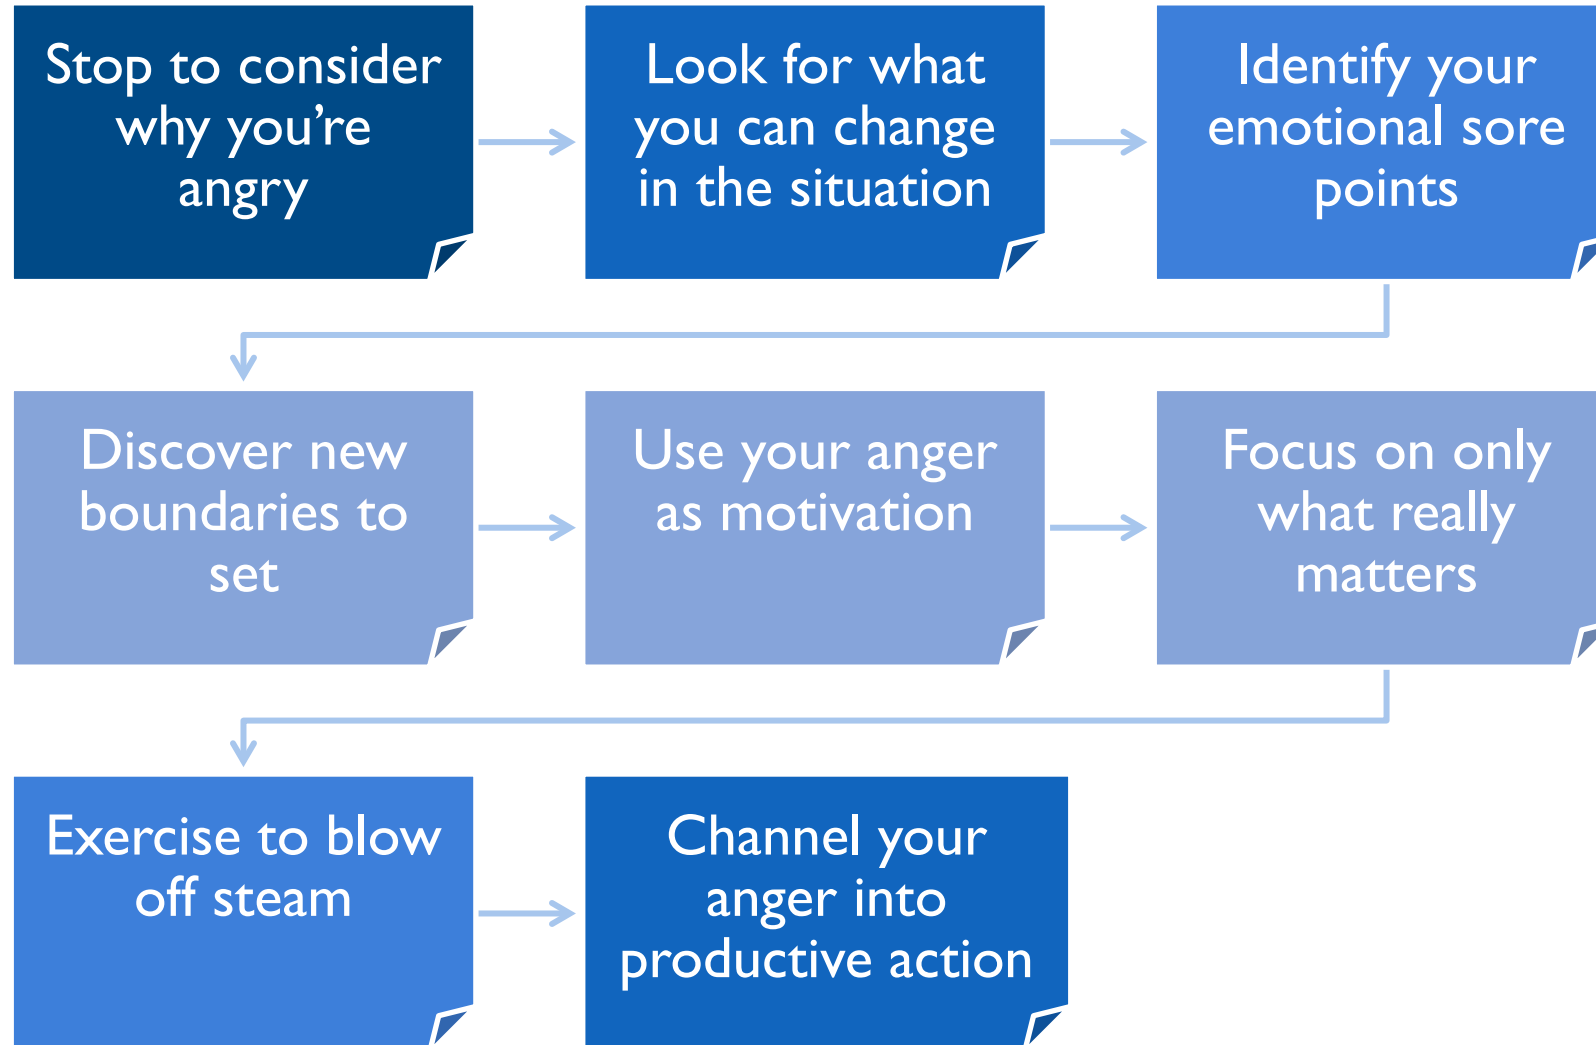 Stop to consider
why you’re
angry
Look for what
you can change
in the situation
Identify your
emotional sore
points
Discover new
boundaries to
set
Use your anger
as motivation
Focus on only
what really
matters
Exercise to blow
off steam
Channel your
anger into
productive action